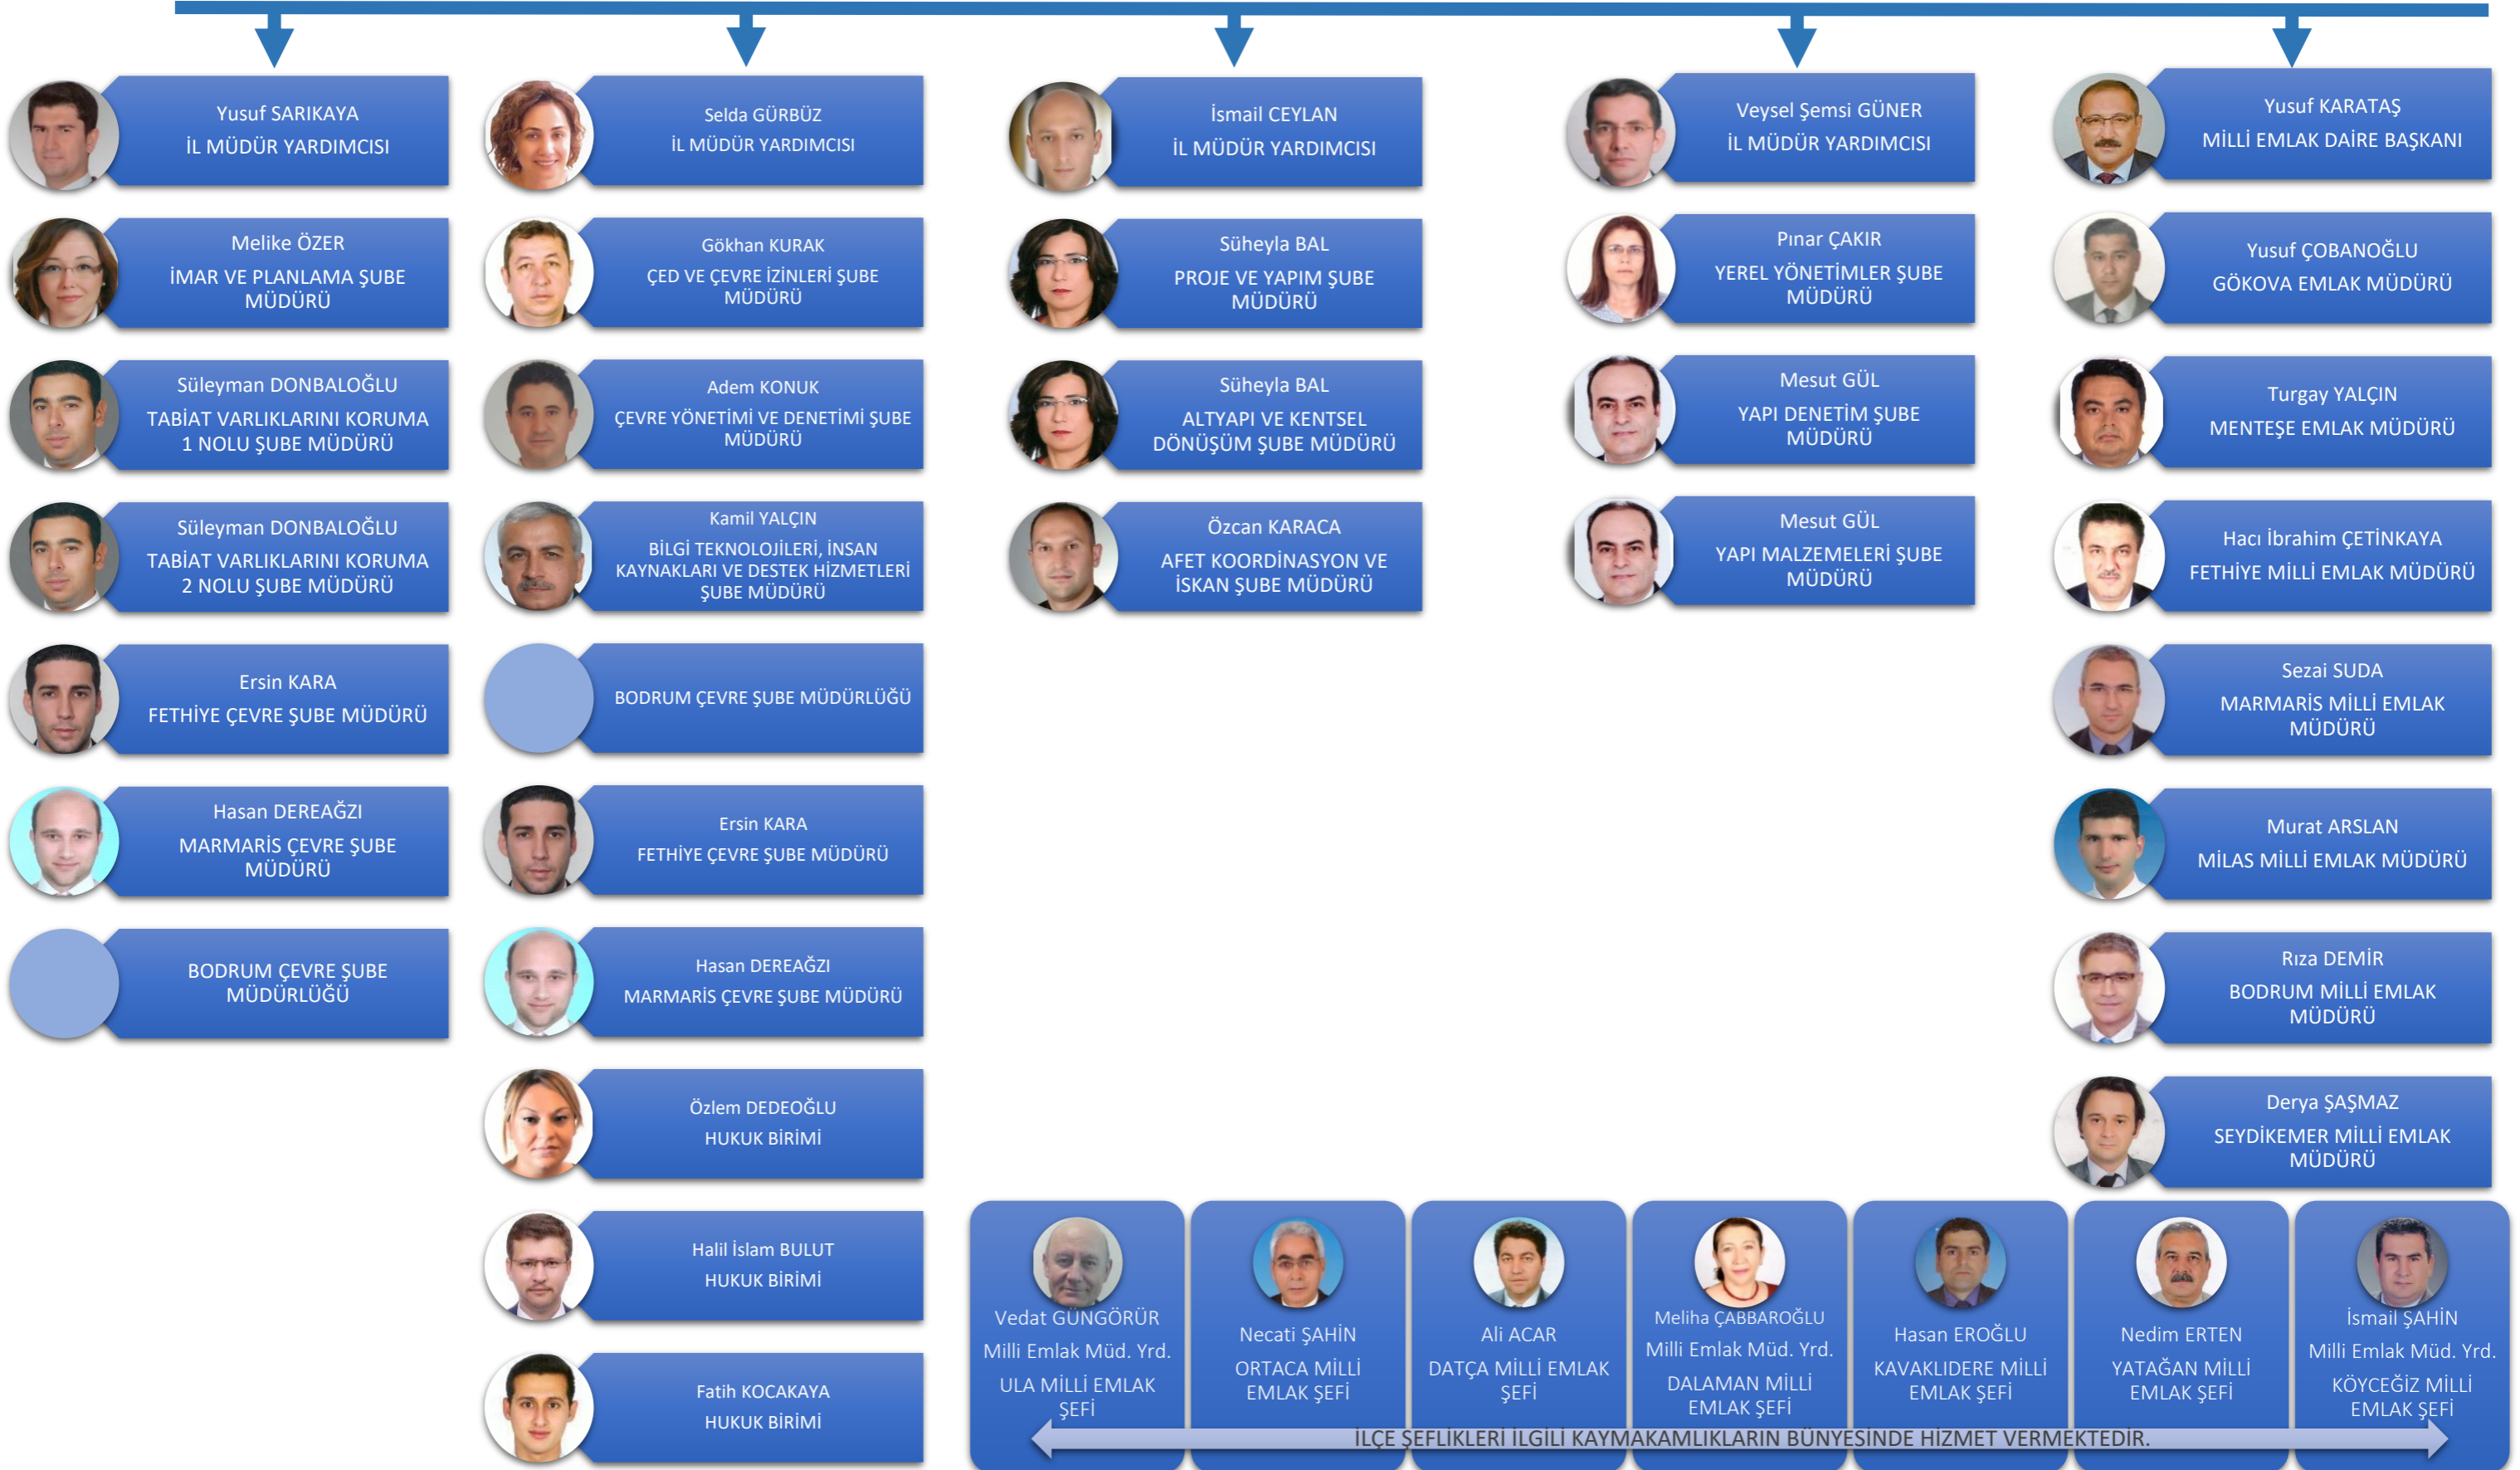 Yusuf SARIKAYA
İL MÜDÜR YARDIMCISI
Melike ÖZER
İMAR VE PLANLAMA ŞUBE
MÜDÜRÜ
Süleyman DONBALOĞLU
TABİAT VARLIKLARINI KORUMA
1 NOLU ŞUBE MÜDÜRÜ
Süleyman DONBALOĞLU
TABİAT VARLIKLARINI KORUMA
2 NOLU ŞUBE MÜDÜRÜ
Ersin KARA
FETHİYE ÇEVRE ŞUBE MÜDÜRÜ
Hasan DEREAĞZI
MARMARİS ÇEVRE ŞUBE
MÜDÜRÜ
BODRUM ÇEVRE ŞUBE
MÜDÜRLÜĞÜ
Selda GÜRBÜZ
İL MÜDÜR YARDIMCISI
Gökhan KURAK
ÇED VE ÇEVRE İZİNLERİ ŞUBE
MÜDÜRÜ
Adem KONUK
ÇEVRE YÖNETİMİ VE DENETİMİ ŞUBE
MÜDÜRÜ
Kamil YALÇIN
BİLGİ TEKNOLOJİLERİ, İNSAN
KAYNAKLARI VE DESTEK HİZMETLERİ
ŞUBE MÜDÜRÜ
BODRUM ÇEVRE ŞUBE MÜDÜRLÜĞÜ
Ersin KARA
FETHİYE ÇEVRE ŞUBE MÜDÜRÜ
Hasan DEREAĞZI
MARMARİS ÇEVRE ŞUBE MÜDÜRÜ
Özlem DEDEOĞLU
HUKUK BİRİMİ
Halil İslam BULUT
HUKUK BİRİMİ
Fatih KOCAKAYA
HUKUK BİRİMİ
İsmail CEYLAN
İL MÜDÜR YARDIMCISI
Süheyla BAL
PROJE VE YAPIM ŞUBE
MÜDÜRÜ
Süheyla BAL
ALTYAPI VE KENTSEL
DÖNÜŞÜM ŞUBE MÜDÜRÜ
Özcan KARACA
AFET KOORDİNASYON VE
İSKAN ŞUBE MÜDÜRÜ
Veysel Şemsi GÜNER
İL MÜDÜR YARDIMCISI
Pınar ÇAKIR
YEREL YÖNETİMLER ŞUBE
MÜDÜRÜ
Mesut GÜL
YAPI DENETİM ŞUBE
MÜDÜRÜ
Mesut GÜL
YAPI MALZEMELERİ ŞUBE
MÜDÜRÜ
Yusuf KARATAŞ
MİLLİ EMLAK DAİRE BAŞKANI
Yusuf ÇOBANOĞLU
GÖKOVA EMLAK MÜDÜRÜ
Turgay YALÇIN
MENTEŞE EMLAK MÜDÜRÜ
Hacı İbrahim ÇETİNKAYA
FETHİYE MİLLİ EMLAK MÜDÜRÜ
Sezai SUDA
MARMARİS MİLLİ EMLAK
MÜDÜRÜ
Murat ARSLAN
MİLAS MİLLİ EMLAK MÜDÜRÜ
Rıza DEMİR
BODRUM MİLLİ EMLAK
MÜDÜRÜ
Derya ŞAŞMAZ
SEYDİKEMER MİLLİ EMLAK
MÜDÜRÜ
Vedat GÜNGÖRÜR
Milli Emlak Müd. Yrd.
ULA MİLLİ EMLAK
ŞEFİ
Necati ŞAHİN
ORTACA MİLLİ
EMLAK ŞEFİ
Ali ACAR
DATÇA MİLLİ EMLAK
ŞEFİ
Meliha ÇABBAROĞLU
Milli Emlak Müd. Yrd.
DALAMAN MİLLİ
EMLAK ŞEFİ
Hasan EROĞLU
KAVAKLIDERE MİLLİ
EMLAK ŞEFİ
Nedim ERTEN
YATAĞAN MİLLİ
EMLAK ŞEFİ
İsmail ŞAHİN
Milli Emlak Müd. Yrd.
KÖYCEĞİZ MİLLİ
EMLAK ŞEFİ
İLÇE ŞEFLİKLERİ İLGİLİ KAYMAKAMLIKLARIN BÜNYESİNDE HİZMET VERMEKTEDİR.